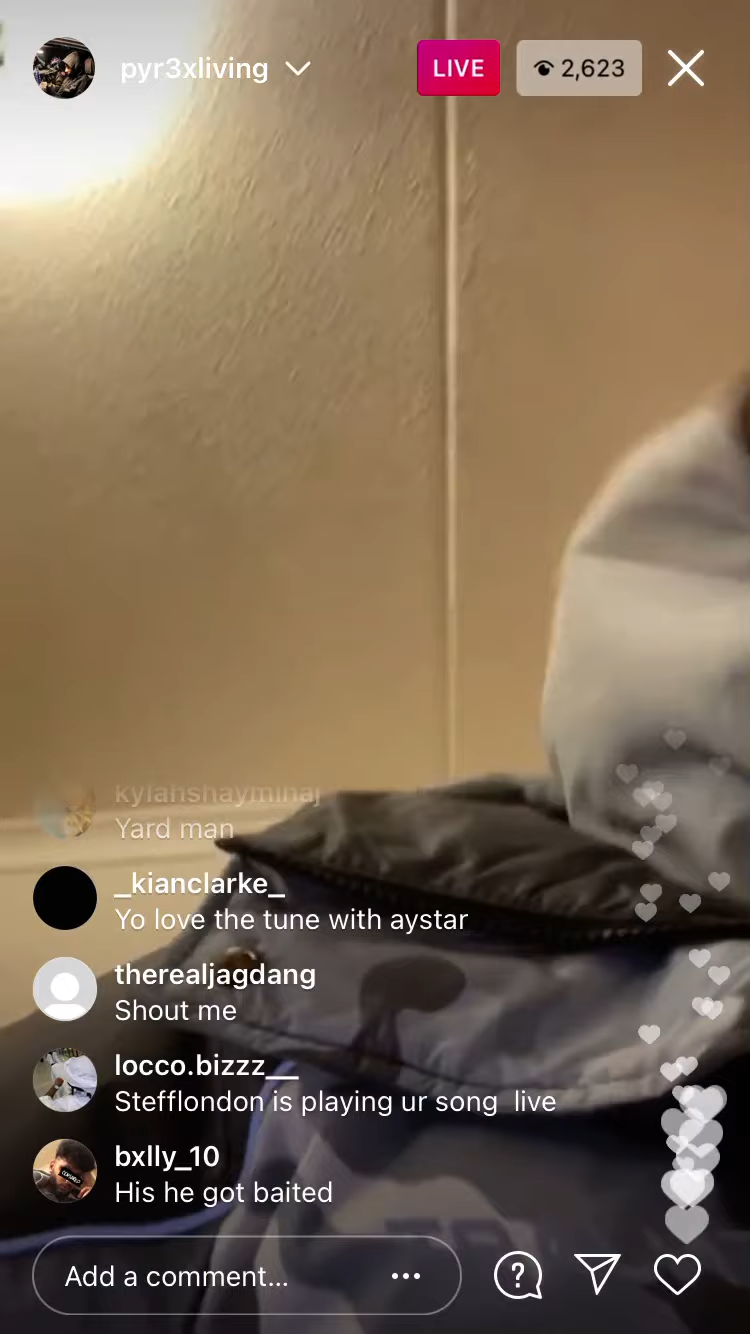 pyr3xliving
LIVE
2,623
kylahshayminaj
Yard man
_kianclarke_
Yo love the tune with aystar
therealjagdang
Shout me
locco.bizzz__
Stefflondon is playing ur song  live
bxlly_10
His he got baited
Add a comment...